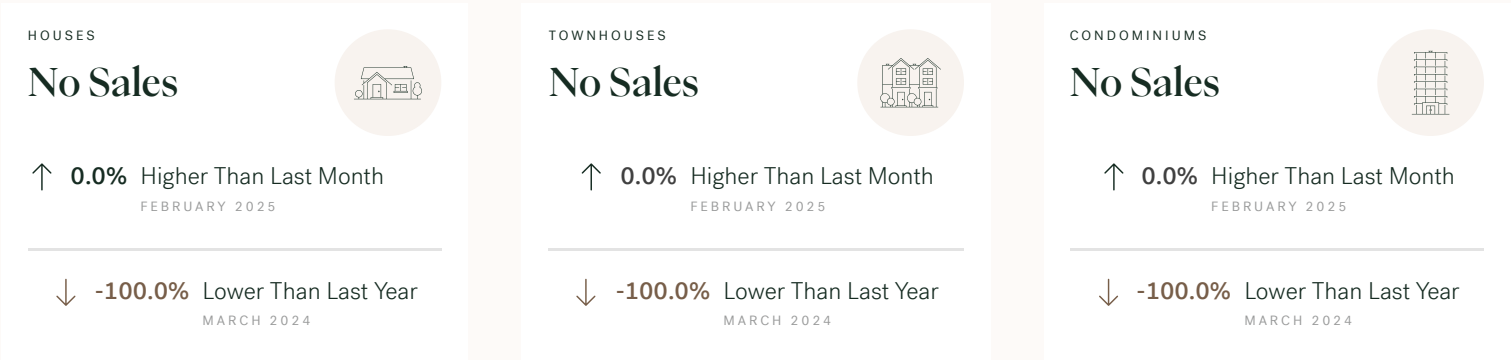 HOUSES
No Sales
↑ 0.0% Higher Than Last Month
FEBRUARY 2025
↓ -100.0% Lower Than Last Year
MARCH 2024
TOWNHOUSES
No Sales
↑ 0.0% Higher Than Last Month
FEBRUARY 2025
↓ -100.0% Lower Than Last Year
MARCH 2024
CONDOMINIUMS
No Sales
↑ 0.0% Higher Than Last Month
FEBRUARY 2025
↓ -100.0% Lower Than Last Year
MARCH 2024